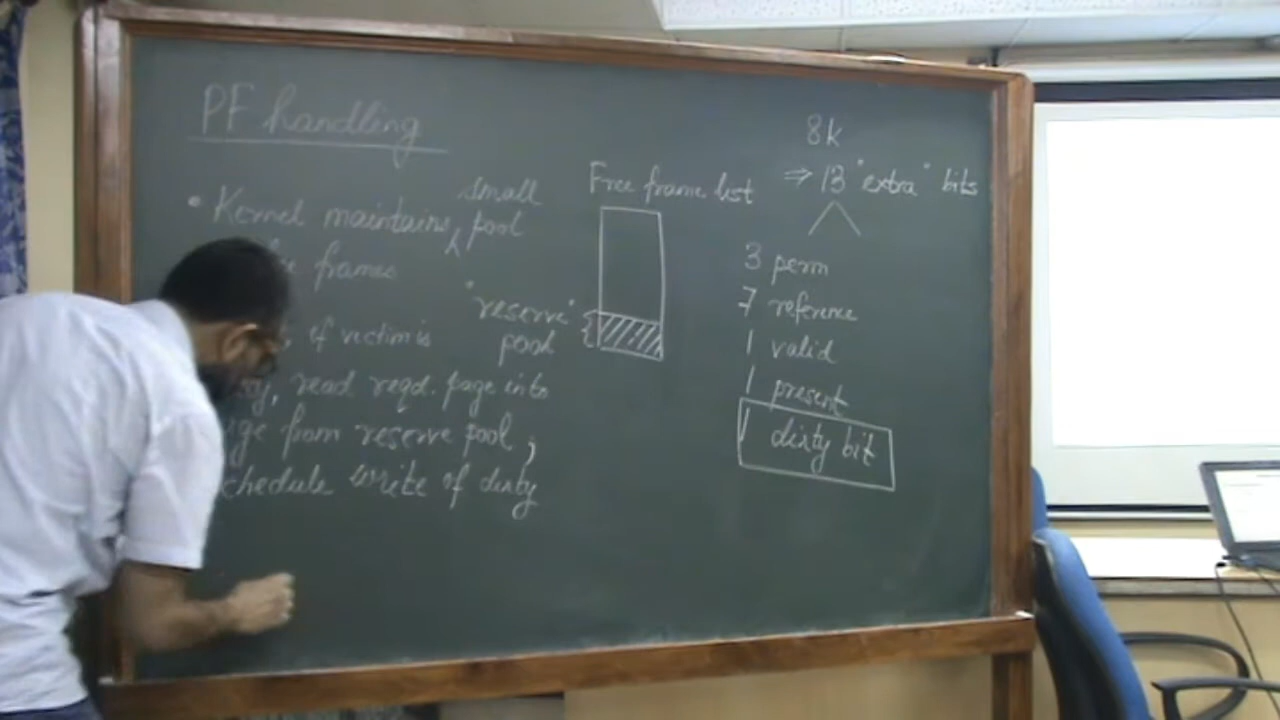 PF handling
• Kernel maintains small pool
frames
if victim is
read reqd. page into
from reserve pool,
schedule write of dirty
Free frame list
"reserve"
pool
8k
⇒ 13 "extra" bits
3 perm
7 reference
1 valid
1 present
1 dirty bit